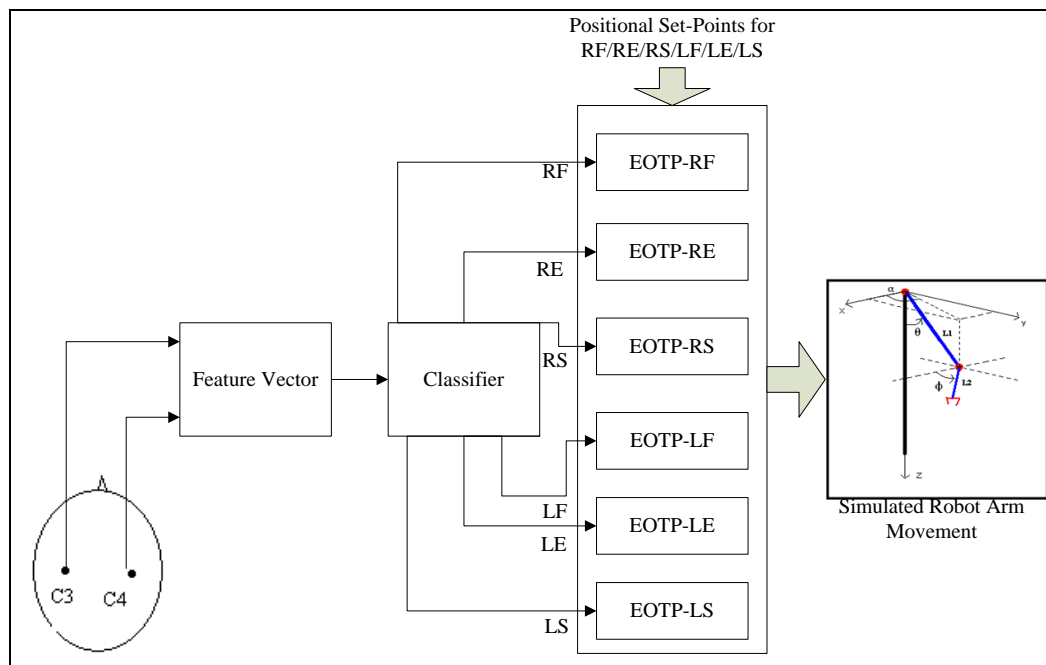 Positional Set-Points for
RF/RE/RS/LF/LE/LS
EOTP-RF
RF
EOTP-RE
RE
EOTP-RS
RS
Feature Vector
Classifier
EOTP-LF
LF
EOTP-LE
LE
EOTP-LS
LS
C3
C4
α
x
y
θ
L1
ϕ
L2
z
Simulated Robot Arm
Movement